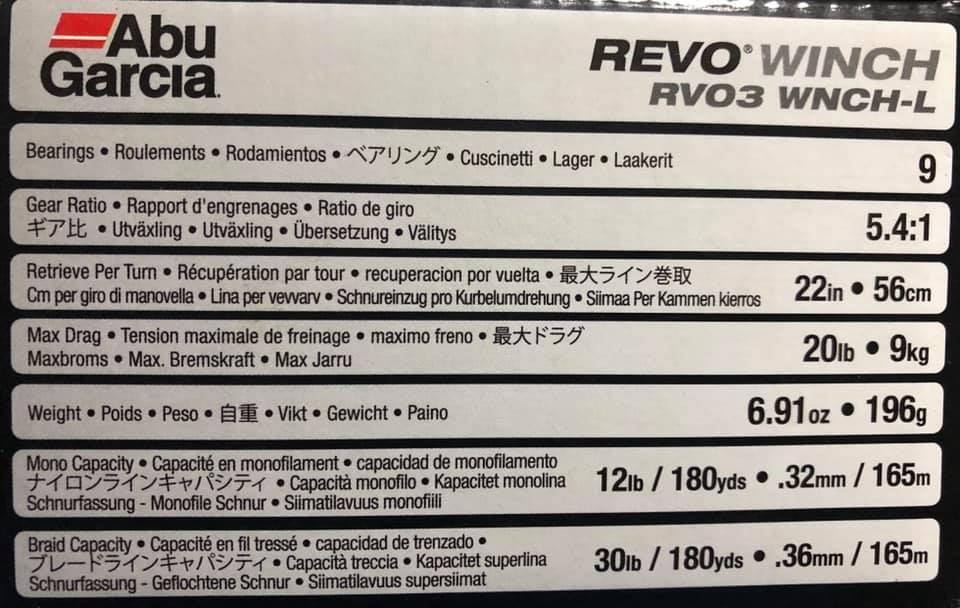 Abu
Garcia
REVO® WINCH
RVO3 WNCH-L
Bearings • Roulements • Rodamientos • ベアリング • Cuscinetti • Lager • Laakerit 9
Gear Ratio • Rapport d'engrenages • Ratio de giro
ギア比 • Utväxling • Utväxling • Übersetzung • Välitys 5.4:1
Retrieve Per Turn • Récupération par tour • recuperacion por vuelta • 最大ライン巻取
Cm per giro di manovella • Lina per vevvarv • Schnureinzug pro Kurbelumdrehung • Siimaa Per Kammen kierros 22in • 56cm
Max Drag • Tension maximale de freinage • maximo freno • 最大ドラグ
Maxbroms • Max. Bremskraft • Max Jarru 20lb • 9kg
Weight • Poids • Peso • 自重 • Vikt • Gewicht • Paino 6.91oz • 196g
Mono Capacity • Capacité en monofilament • capacidad de monofilamento
ナイロンラインキャパシティ • Capacità monofilo • Kapacitet monolina 12lb / 180yds • .32mm / 165m
Schnurfassung - Monofile Schnur • Siimatilavuus monofiili
Braid Capacity • Capacité en fil tressé • capacidad de trenzado •
ブレードラインキャパシティ • Capacità treccia • Kapacitet superlina 30lb / 180yds • .36mm / 165m
Schnurfassung - Geflochtene Schnur • Siimatilavuus supersiimat